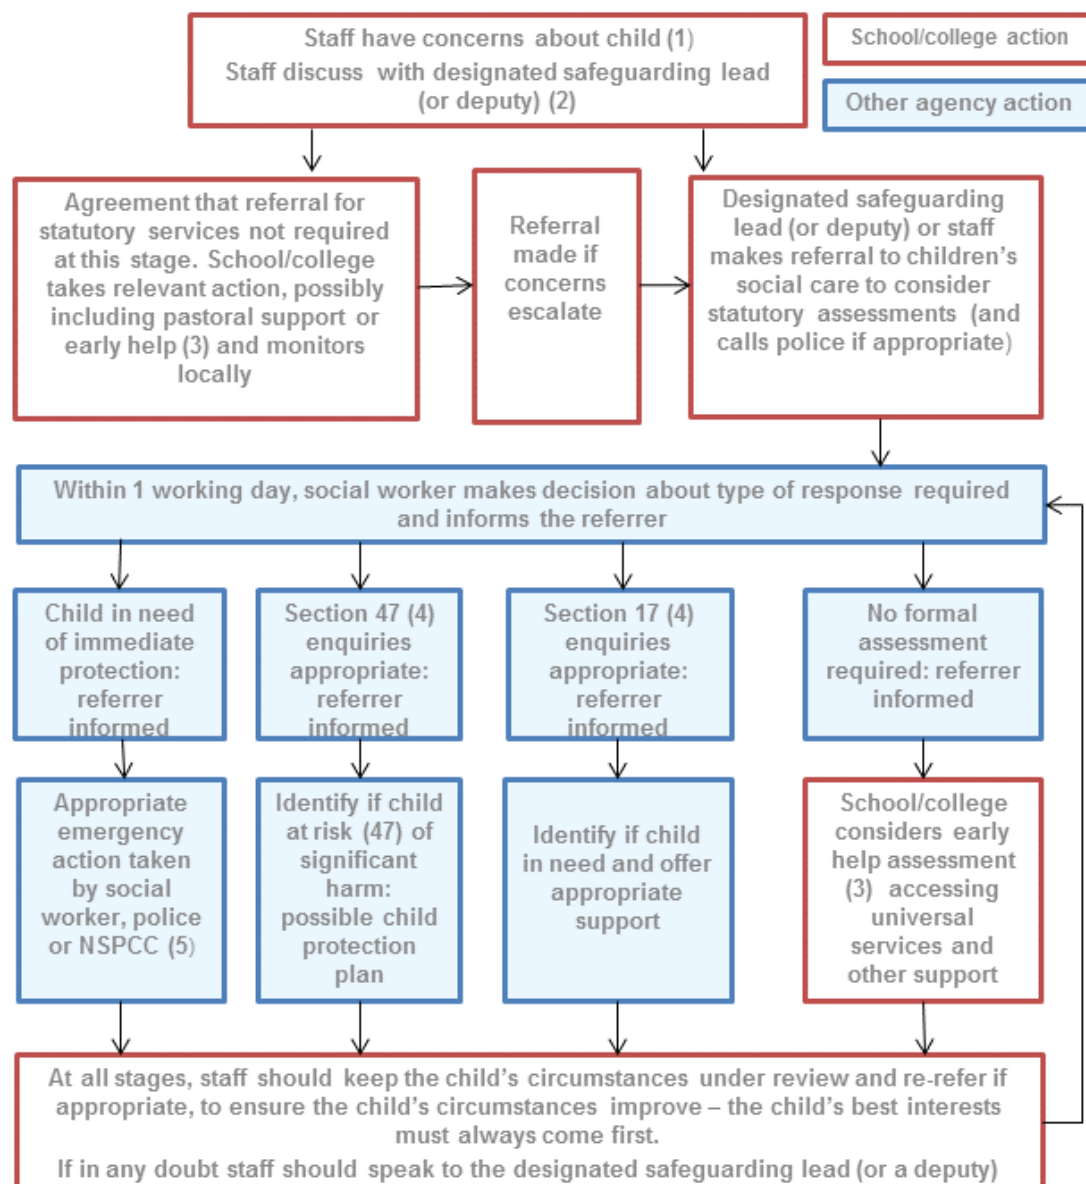 Staff have concerns about child (1)
Staff discuss with designated safeguarding lead
(or deputy) (2)
School/college action
Other agency action
Agreement that referral for
statutory services not required
at this stage. School/college
takes relevant action, possibly
including pastoral support or
early help (3) and monitors
locally
Referral
made if
concerns
escalate
Designated safeguarding
lead (or deputy) or staff
makes referral to children's
social care to consider
statutory assessments (and
calls police if appropriate)
Within 1 working day, social worker makes decision about type of response required
and informs the referrer
Child in need
of immediate
protection:
referrer
informed
Section 47 (4)
enquiries
appropriate:
referrer
informed
Section 17 (4)
enquiries
appropriate:
referrer
informed
No formal
assessment
required: referrer
informed
Appropriate
emergency
action taken
by social
worker, police
or NSPCC (5)
Identify if child
at risk (47) of
significant
harm:
possible child
protection
plan
Identify if child
in need and offer
appropriate
support
School/college
considers early
help assessment
(3) accessing
universal
services and
other support
At all stages, staff should keep the child's circumstances under review and re-refer if
appropriate, to ensure the child's circumstances improve – the child's best interests
must always come first.
If in any doubt staff should speak to the designated safeguarding lead (or a deputy)